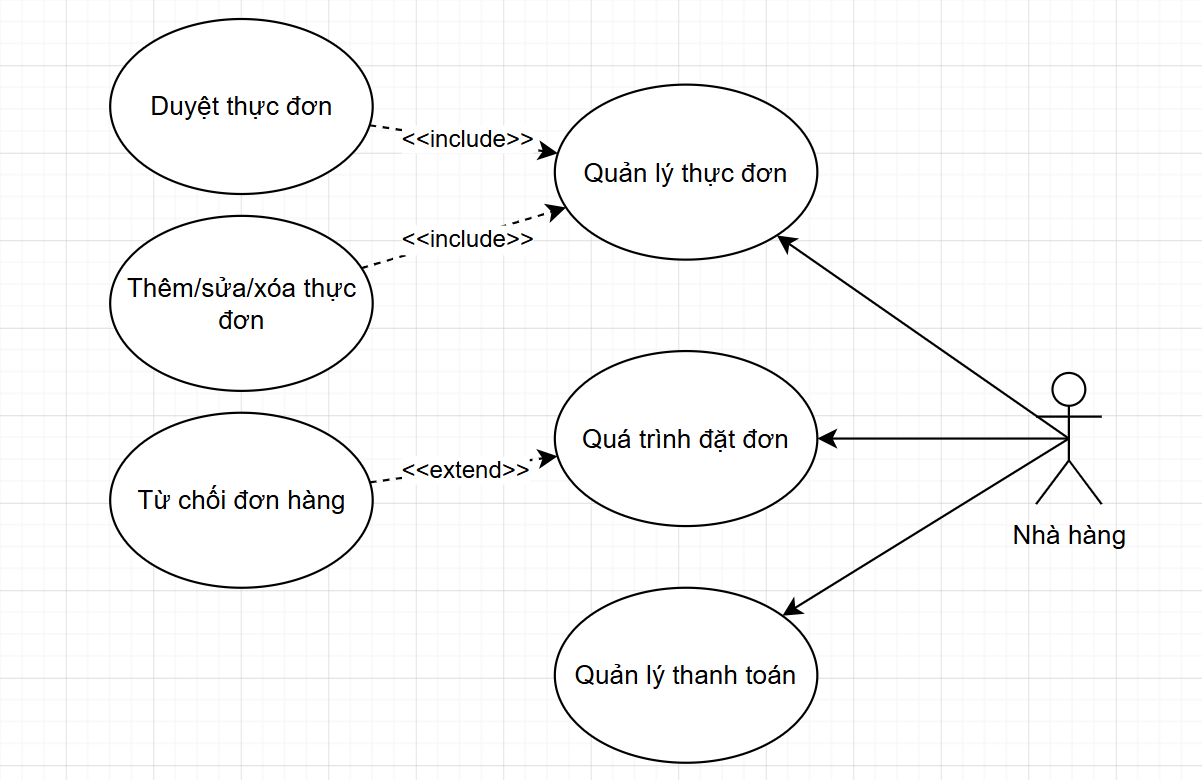 Duyệt thực đơn
<<include>>
Quản lý thực đơn
<<include>>
Thêm/sửa/xóa thực
đơn
Quá trình đặt đơn
<<extend>>
Từ chối đơn hàng
Nhà hàng
Quản lý thanh toán